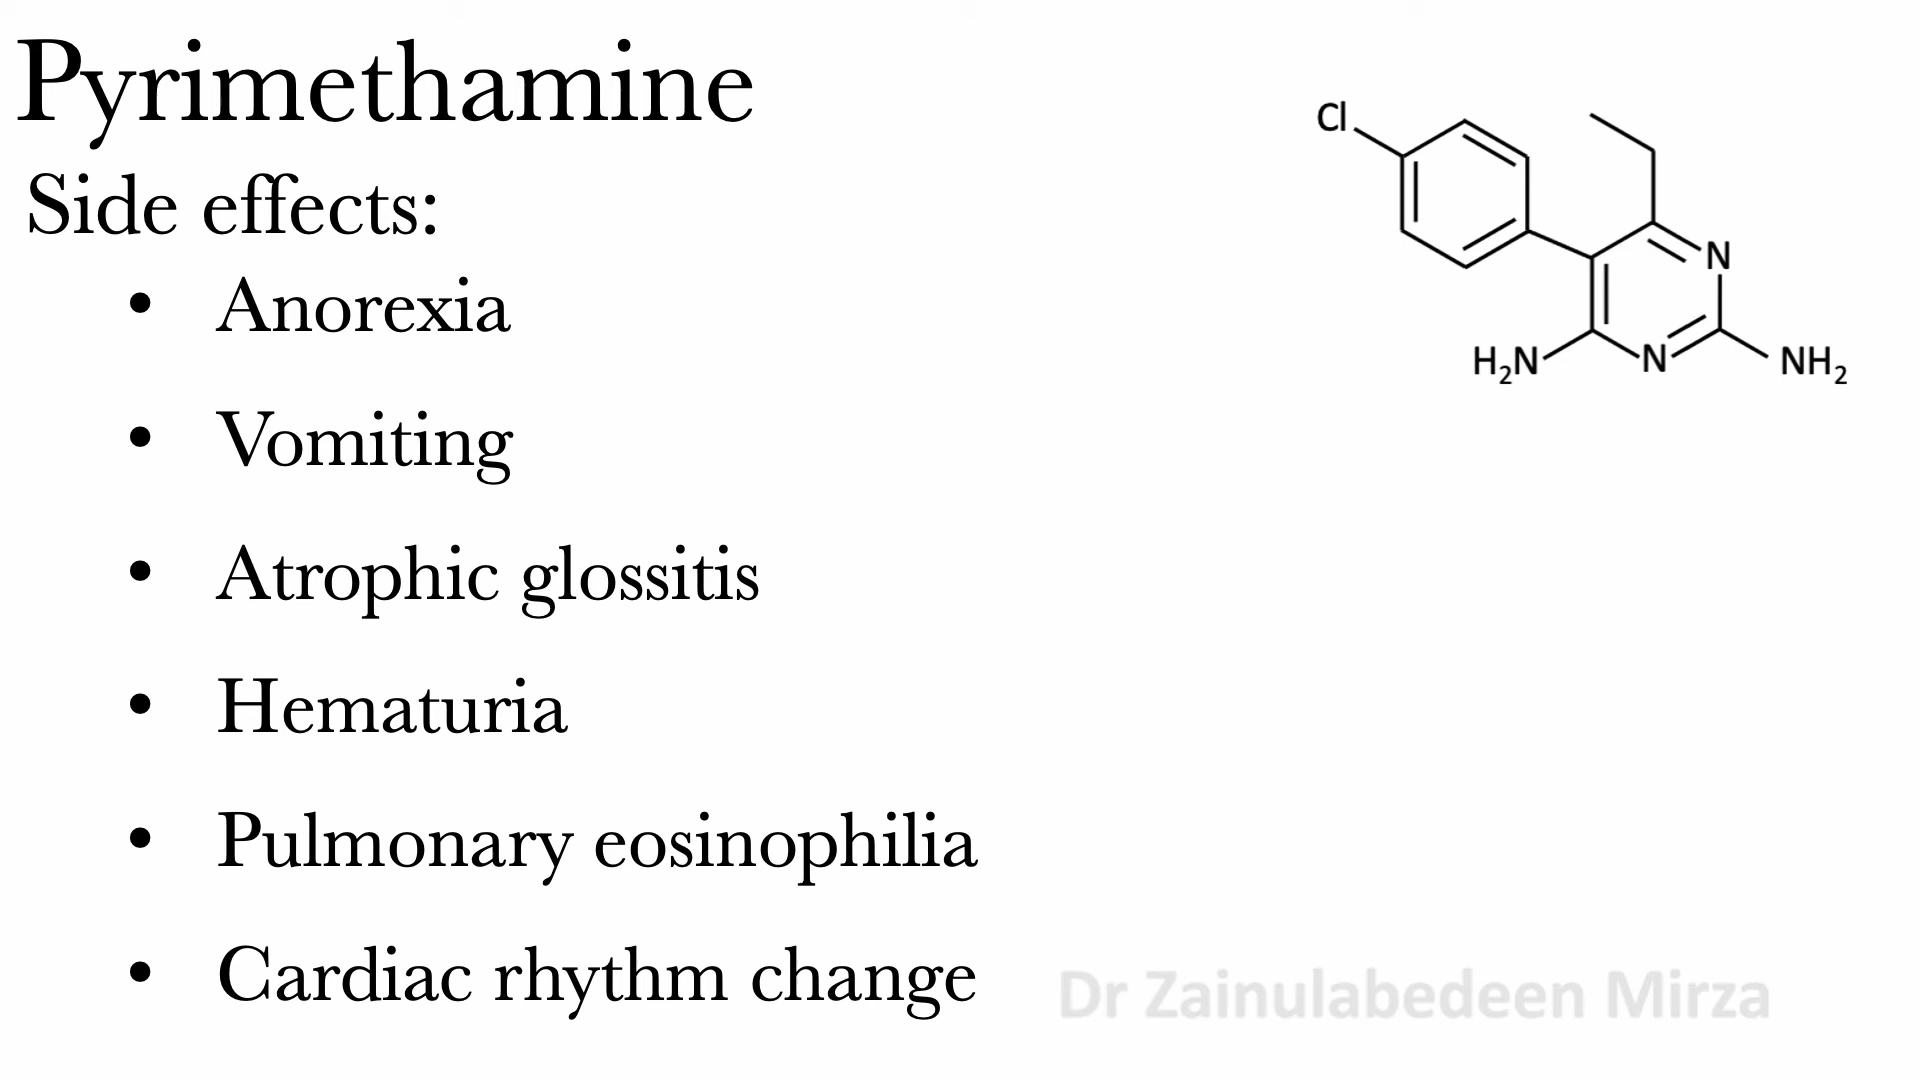 Pyrimethamine
Side effects:
• Anorexia
• Vomiting
• Atrophic glossitis
• Hematuria
• Pulmonary eosinophilia
• Cardiac rhythm change
Cl
N
H₂N
N
NH₂
Dr Zainulabedeen Mirza